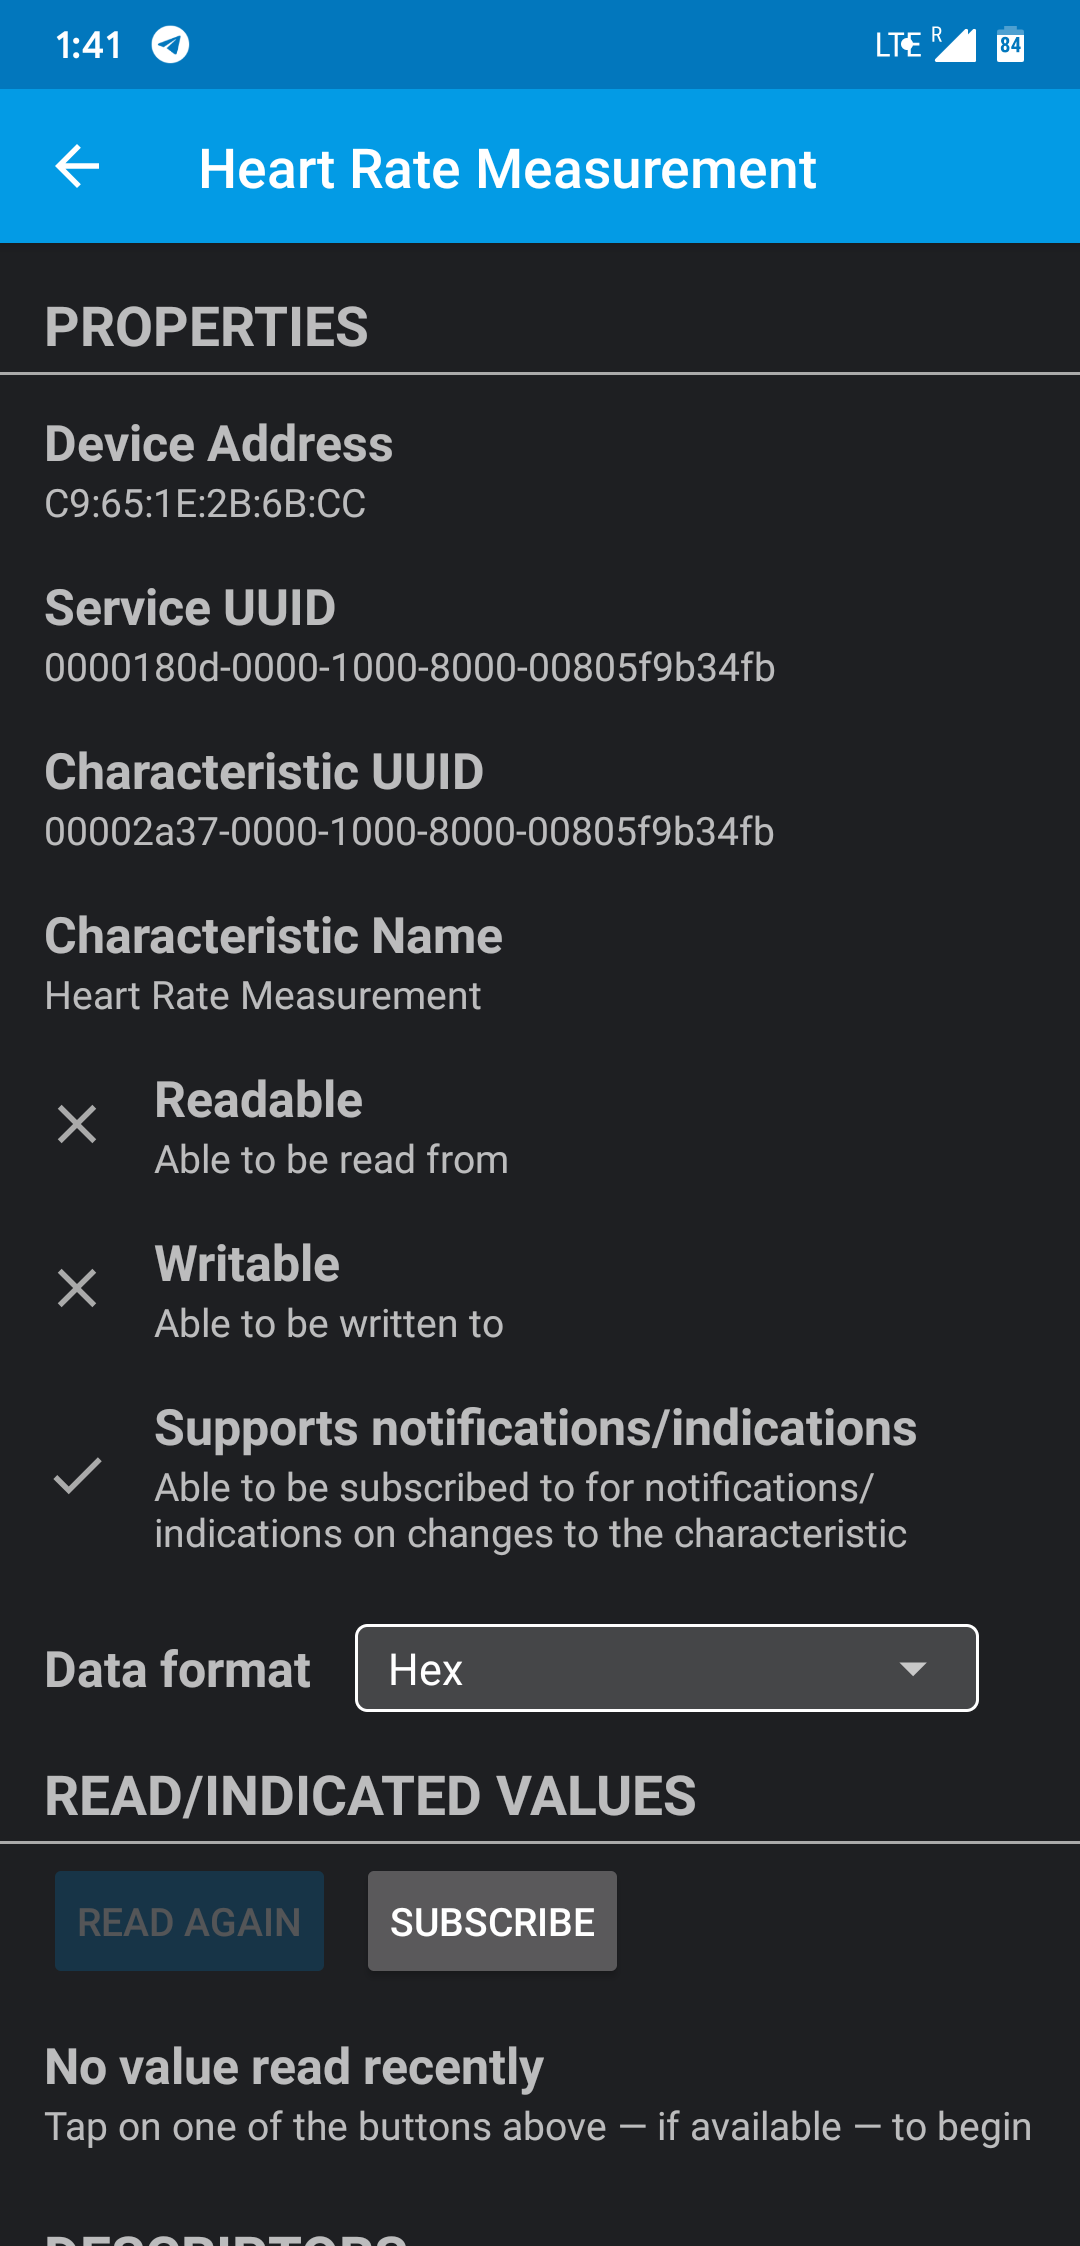 1:41
LTE R 84
Heart Rate Measurement
PROPERTIES
Device Address
C9:65:1E:2B:6B:CC
Service UUID
0000180d-0000-1000-8000-00805f9b34fb
Characteristic UUID
00002a37-0000-1000-8000-00805f9b34fb
Characteristic Name
Heart Rate Measurement
Readable
Able to be read from
Writable
Able to be written to
Supports notifications/indications
Able to be subscribed to for notifications/
indications on changes to the characteristic
Data format
Hex
READ/INDICATED VALUES
READ AGAIN
SUBSCRIBE
No value read recently
Tap on one of the buttons above — if available — to begin
DESCRIPTORS